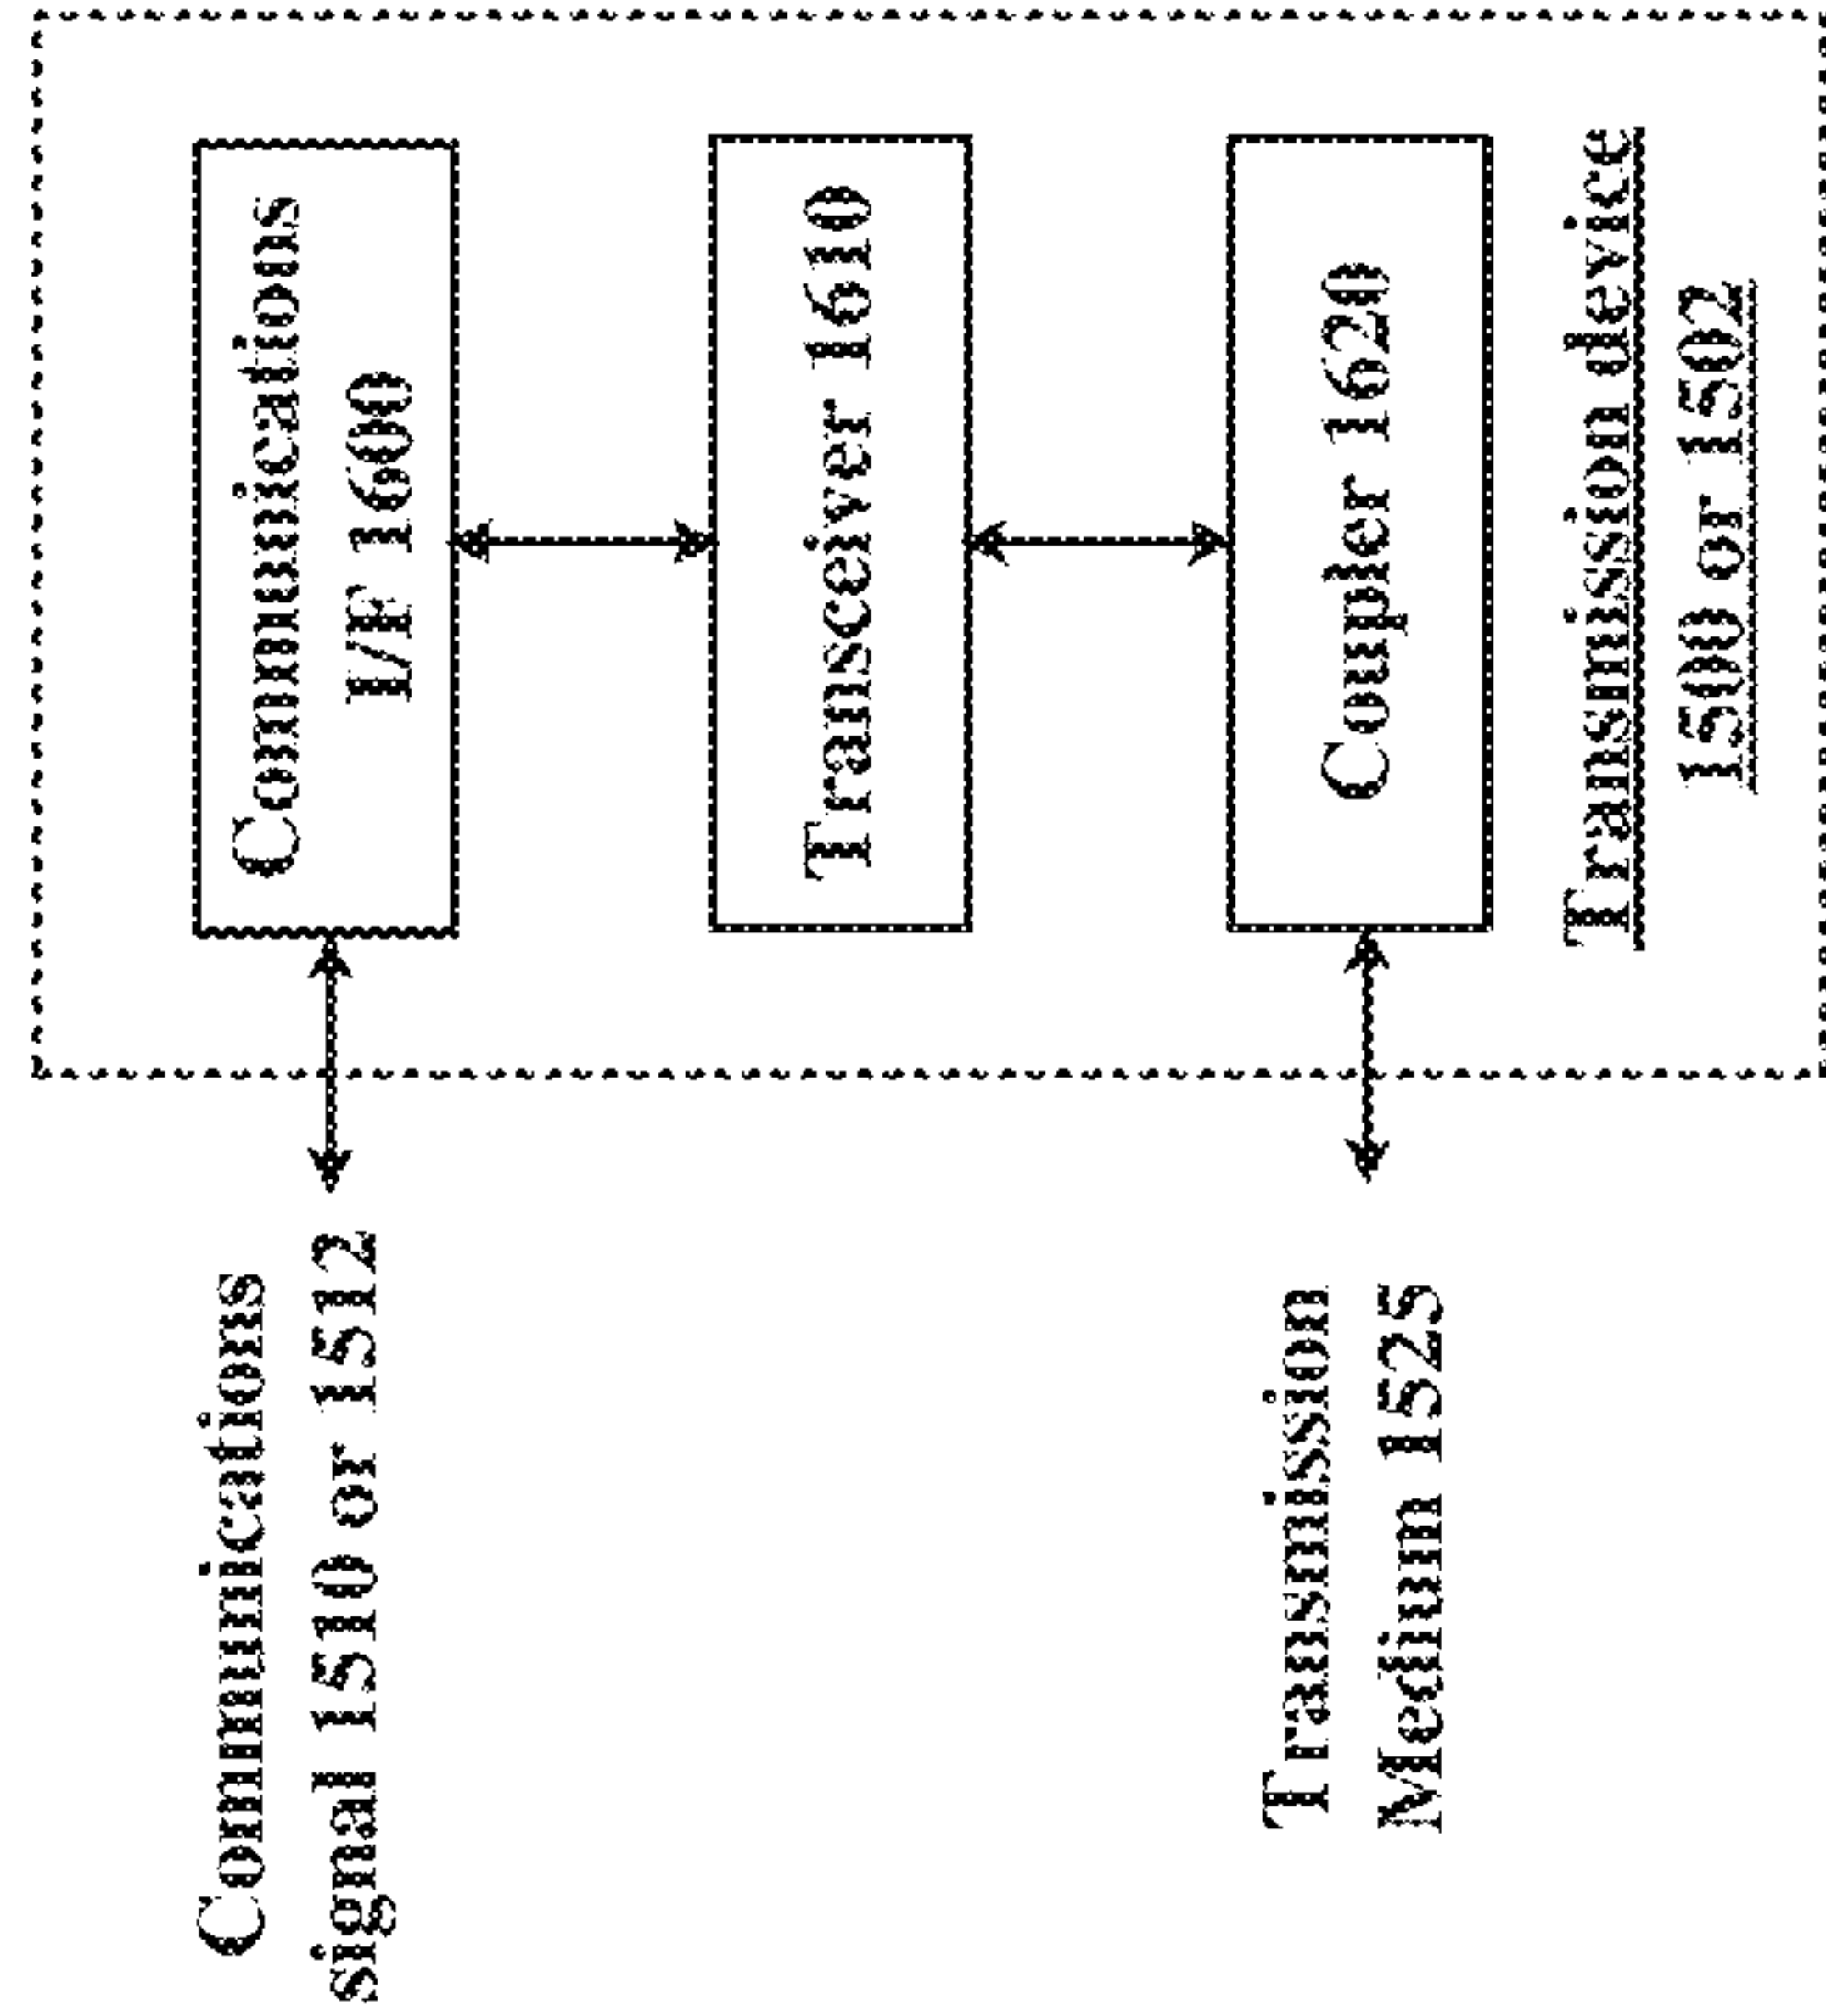 Communications
signal 1510 or 1512
Communications
I/F 1600
Transceiver 1610
Transmission
Medium 1525
Coupler 1620
Transmission device
1500 or 1502